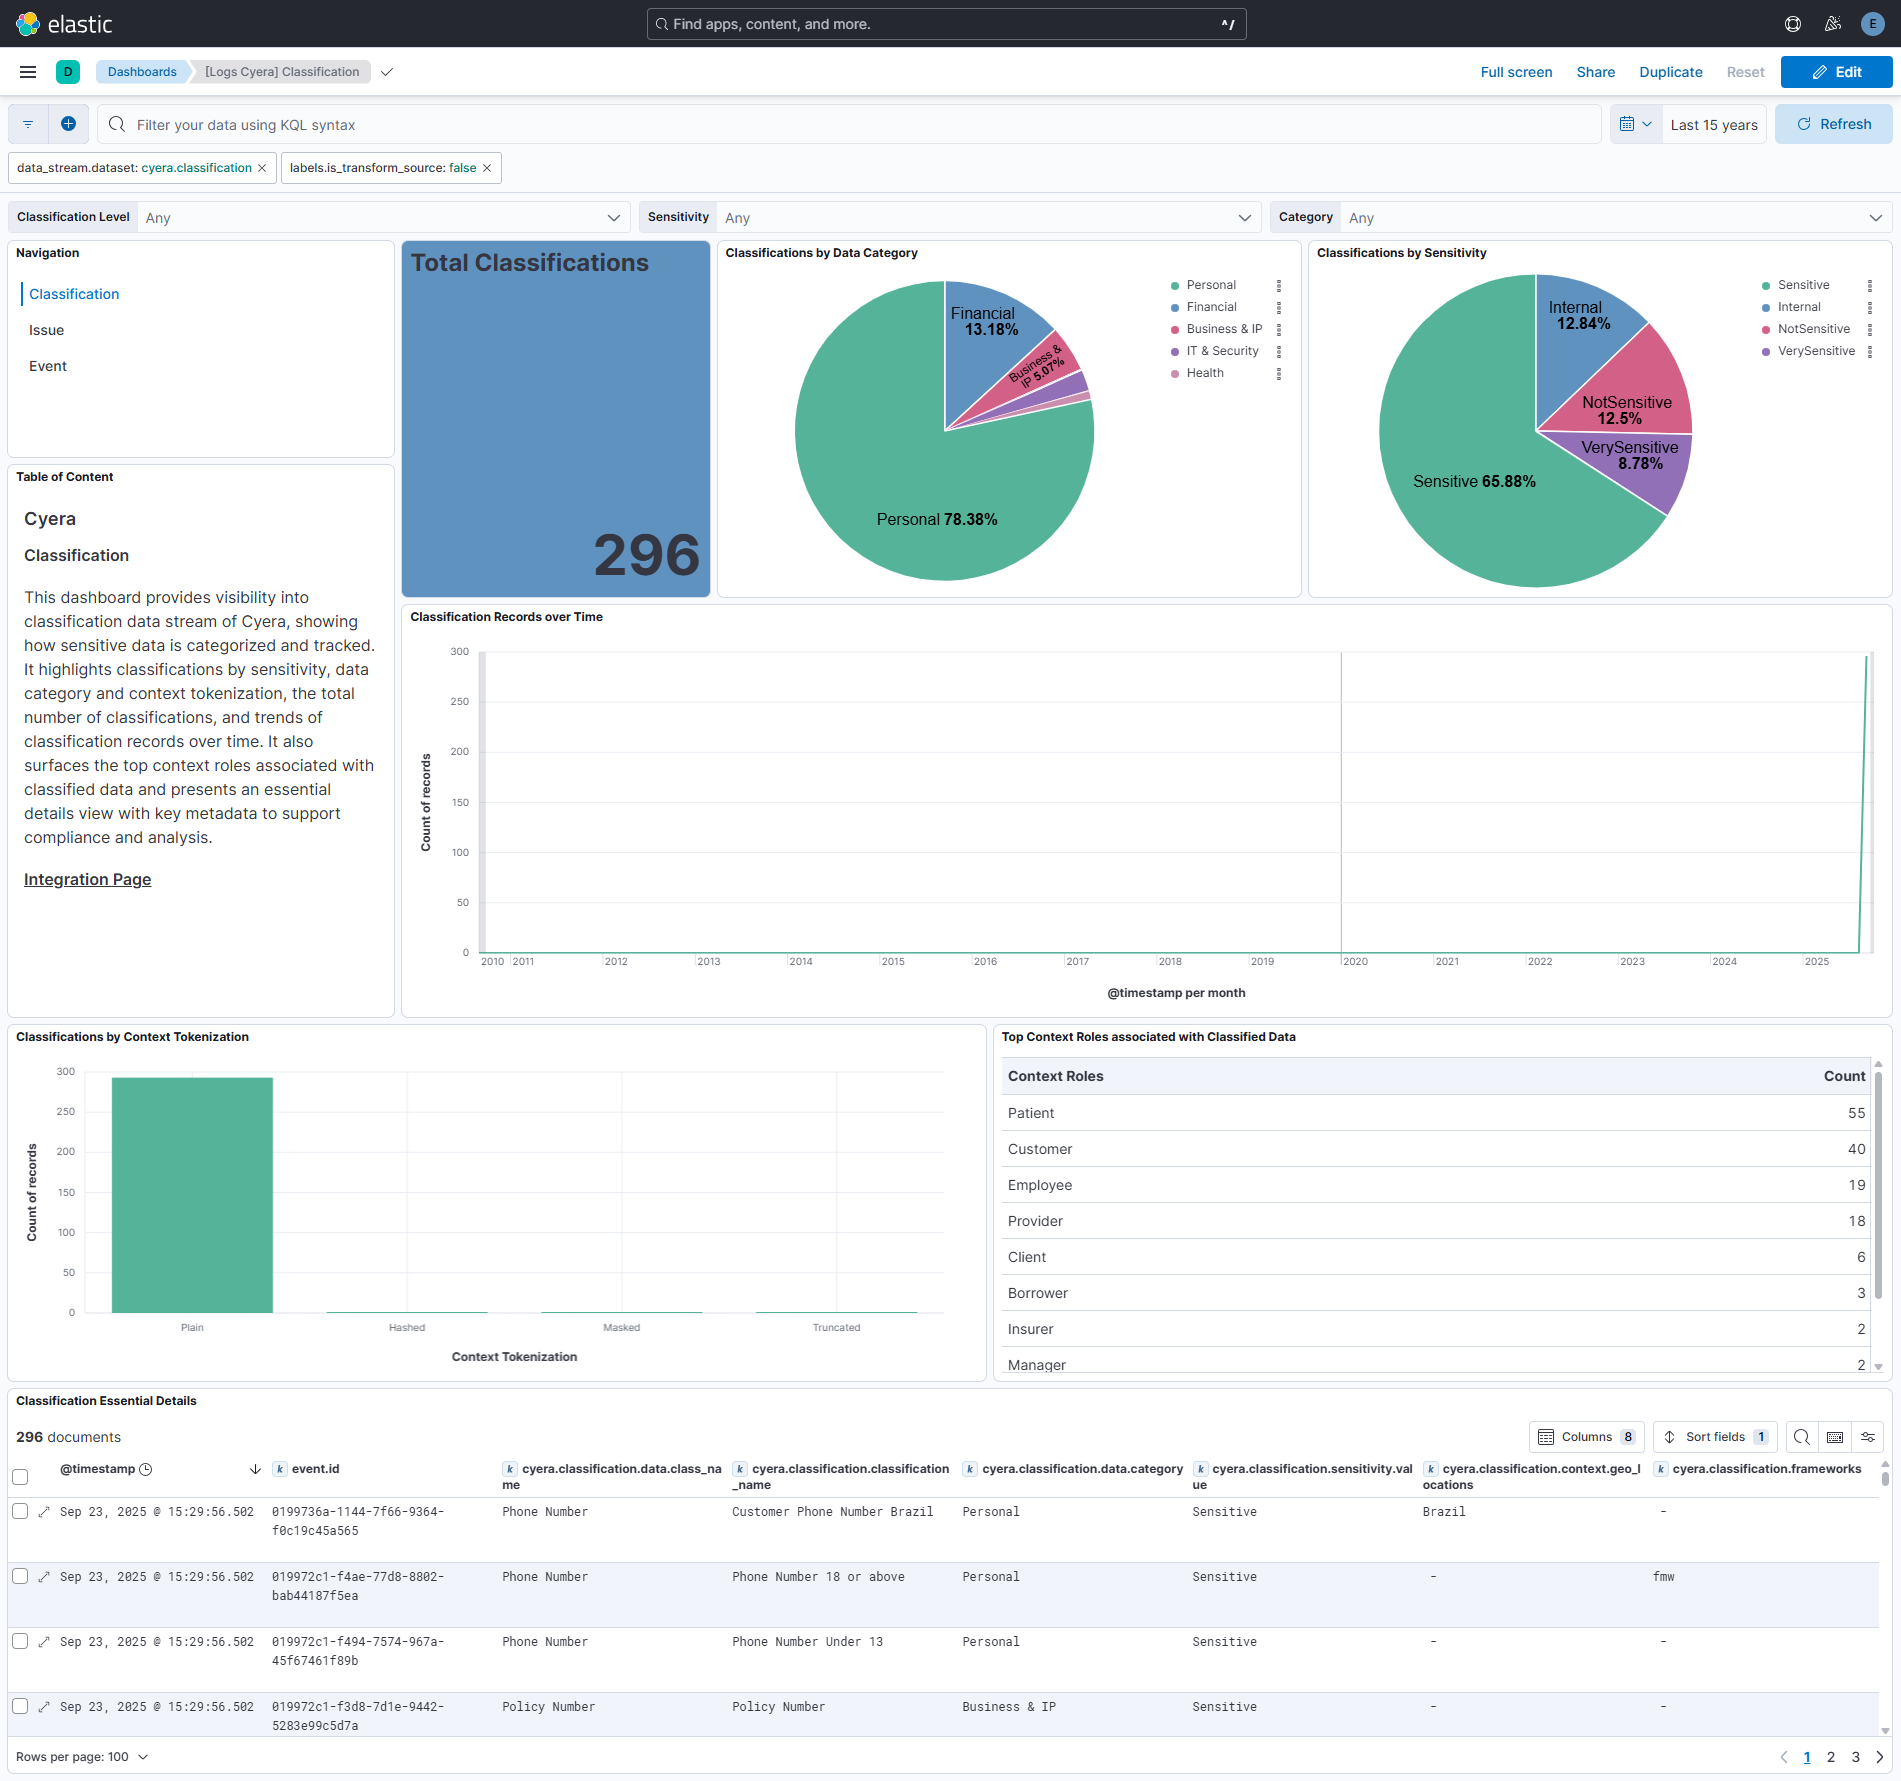 elastic
Find apps, content, and more.
^/
E
D
Dashboards
[Logs Cyera] Classification
Full screen
Share
Duplicate
Reset
Edit
Filter your data using KQL syntax
Last 15 years
Refresh
data_stream.dataset: cyera.classification
labels.is_transform_source: false
Classification Level
Any
Sensitivity
Any
Category
Any
Navigation
Classification
Issue
Event
Table of Content
Cyera
Classification
This dashboard provides visibility into
classification data stream of Cyera, showing
how sensitive data is categorized and tracked.
It highlights classifications by sensitivity, data
category and context tokenization, the total
number of classifications, and trends of
classification records over time. It also
surfaces the top context roles associated with
classified data and presents an essential
details view with key metadata to support
compliance and analysis.
Integration Page
Total Classifications
296
Classifications by Data Category
Financial
13.18%
Business &
IP 5.07%
Personal 78.38%
Personal
Financial
Business & IP
IT & Security
Health
Classifications by Sensitivity
Internal
12.84%
NotSensitive
12.5%
VerySensitive
8.78%
Sensitive 65.88%
Sensitive
Internal
NotSensitive
VerySensitive
Classification Records over Time
Count of records
300
250
200
150
100
50
0
2010
2011
2012
2013
2014
2015
2016
2017
2018
2019
2020
2021
2022
2023
2024
2025
@timestamp per month
Classifications by Context Tokenization
Count of records
300
250
200
150
100
50
0
Plain
Hashed
Masked
Truncated
Context Tokenization
Top Context Roles associated with Classified Data
Context Roles Count
Patient 55
Customer 40
Employee 19
Provider 18
Client 6
Borrower 3
Insurer 2
Manager 2
Classification Essential Details
296 documents
Columns 8
Sort fields 1
@timestamp
k event.id
k cyera.classification.data.class_na
me
k cyera.classification.classification
_name
k cyera.classification.data.category
k cyera.classification.sensitivity.val
ue
k cyera.classification.context.geo_l
ocations
k cyera.classification.frameworks
Sep 23, 2025 @ 15:29:56.502 0199736a-1144-7f66-9364- Phone Number Customer Phone Number Brazil Personal Sensitive Brazil -
f0c19c45a565
Sep 23, 2025 @ 15:29:56.502 019972c1-f4ae-77d8-8802- Phone Number Phone Number 18 or above Personal Sensitive - fmw
bab44187f5ea
Sep 23, 2025 @ 15:29:56.502 019972c1-f494-7574-967a- Phone Number Phone Number Under 13 Personal Sensitive - -
45f67461f89b
Sep 23, 2025 @ 15:29:56.502 019972c1-f3d8-7d1e-9442- Policy Number Policy Number Business & IP Sensitive - -
5283e99c5d7a
Rows per page: 100
1 2 3